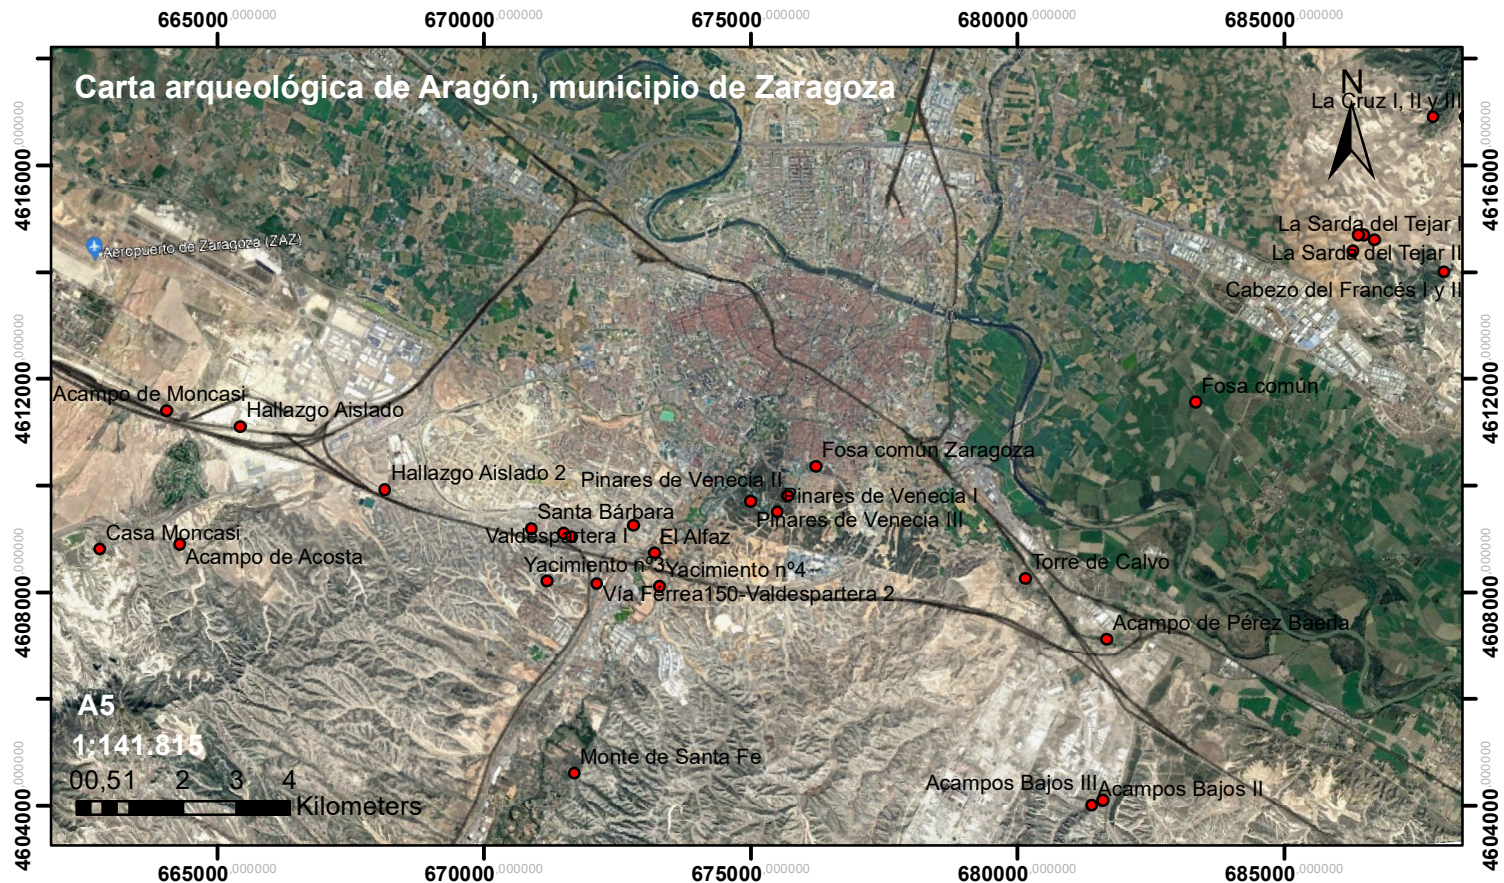 665000,000000
670000,000000
675000,000000
680000,000000
685000,000000
Carta arqueológica de Aragón, municipio de Zaragoza
N
La Cruz I, II y III
4616000,000000
4616000,000000
La Sarda del Tejar I
Aeropuerto de Zaragoza (ZAZ)
La Sarda del Tejar II
Cabezo del Francés I y II
4612000,000000
4612000,000000
Fosa común
Acampo de Moncasi
Hallazgo Aislado
Fosa común Zaragoza
Hallazgo Aislado 2
Pinares de Venecia II
Pinares de Venecia I
Santa Bárbara
Pinares de Venecia III
Casa Moncasi
Valdespartera I
El Alfaz
Acampo de Acosta
Yacimiento nº3
Yacimiento nº4
Torre de Calvo
Vía Ferrea150-Valdespartera 2
4608000,000000
4608000,000000
Acampo de Pérez Baerla
A5
1:141.815
Monte de Santa Fe
0 0,5 1 2 3 4
Kilometers
Acampos Bajos III
Acampos Bajos II
4604000,000000
4604000,000000
665000,000000
670000,000000
675000,000000
680000,000000
685000,000000